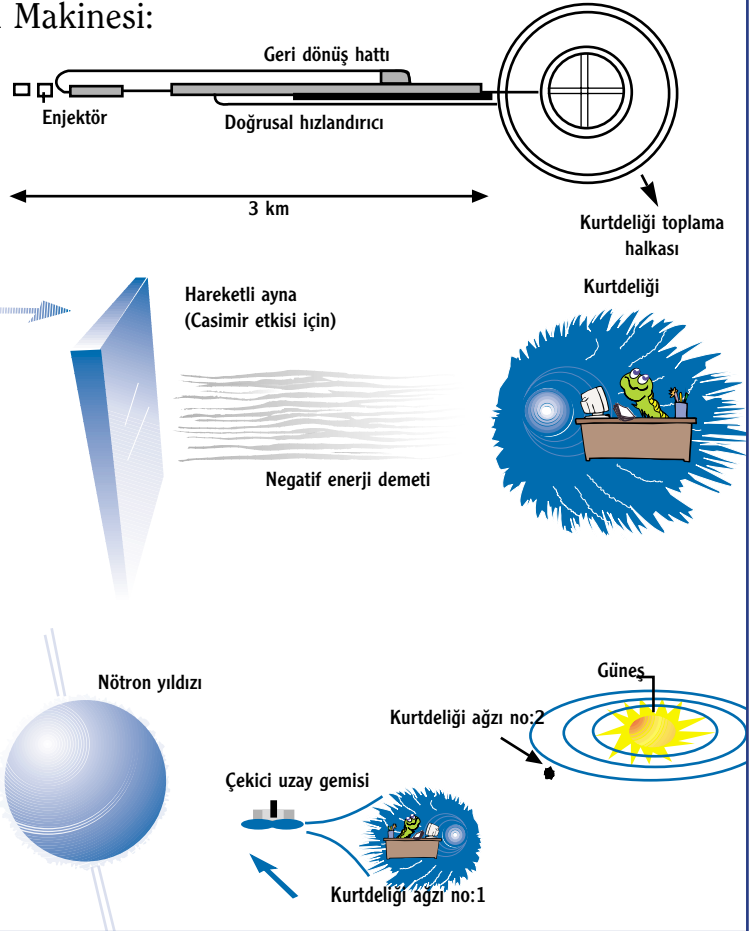 Makinesi:
Geri dönüş hattı
Enjektör
Doğrusal hızlandırıcı
3 km
Kurtdeliği toplama
halkası
Hareketli ayna
(Casimir etkisi için)
Kurtdeliği
Negatif enerji demeti
Nötron yıldızı
Güneş
Kurtdeliği ağzı no:2
Çekici uzay gemisi
Kurtdeliği ağzı no:1